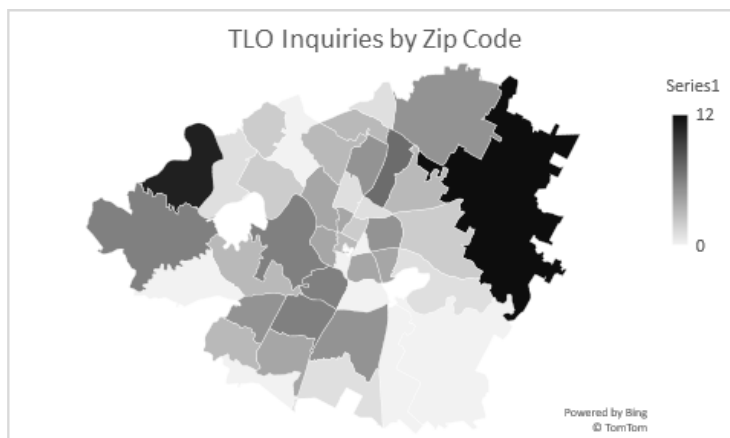 TLO Inquiries by Zip Code
Series1
12
0
Powered by Bing
© TomTom